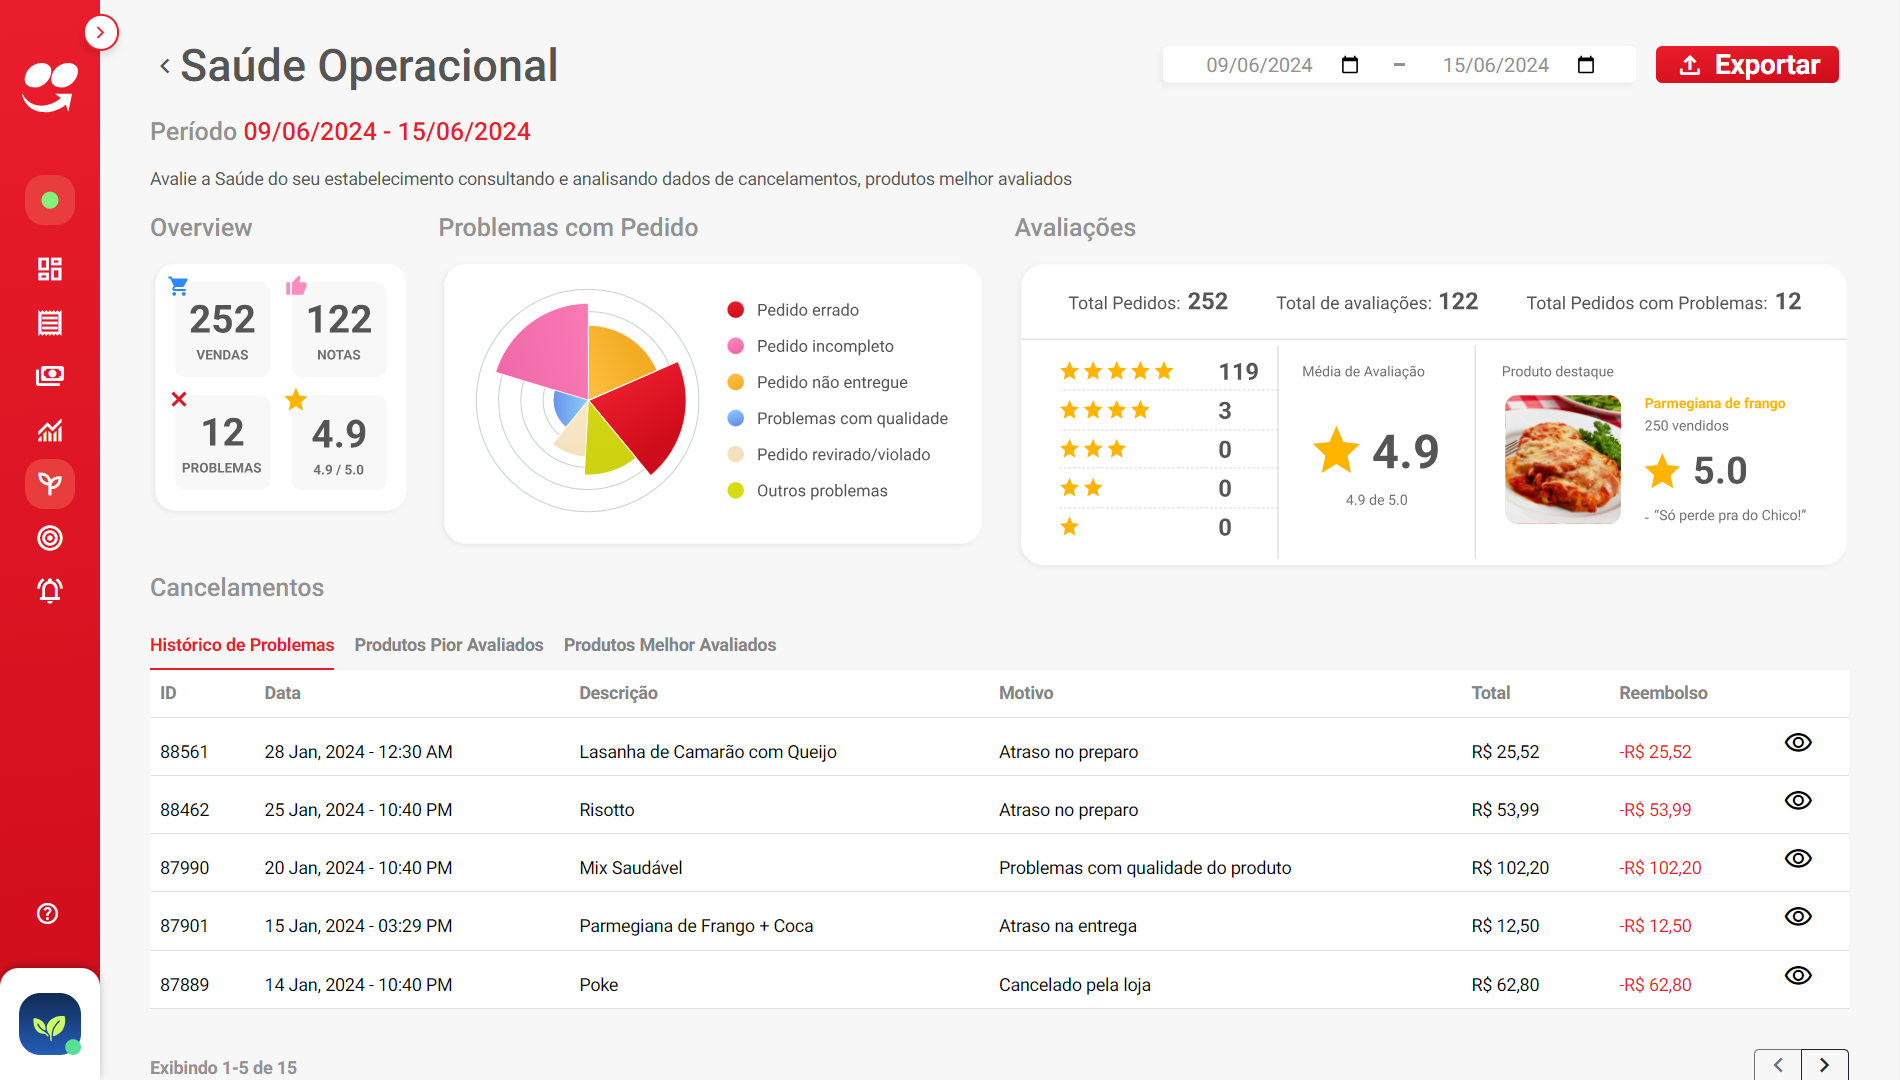 Saúde Operacional
09/06/2024 – 15/06/2024
Exportar
Período 09/06/2024 - 15/06/2024
Avalie a Saúde do seu estabelecimento consultando e analisando dados de cancelamentos, produtos melhor avaliados
Overview
252
VENDAS
122
NOTAS
12
PROBLEMAS
4.9
4.9 / 5.0
Problemas com Pedido
Pedido errado
Pedido incompleto
Pedido não entregue
Problemas com qualidade
Pedido revirado/violado
Outros problemas
Avaliações
Total Pedidos: 252 Total de avaliações: 122 Total Pedidos com Problemas: 12
119
3
0
0
0
Média de Avaliação
4.9
4.9 de 5.0
Produto destaque
Parmegiana de frango
250 vendidos
5.0
- “Só perde pra do Chico!”
Cancelamentos
Histórico de Problemas Produtos Pior Avaliados Produtos Melhor Avaliados
ID Data Descrição Motivo Total Reembolso
88561 28 Jan, 2024 - 12:30 AM Lasanha de Camarão com Queijo Atraso no preparo R$ 25,52 -R$ 25,52
88462 25 Jan, 2024 - 10:40 PM Risotto Atraso no preparo R$ 53,99 -R$ 53,99
87990 20 Jan, 2024 - 10:40 PM Mix Saudável Problemas com qualidade do produto R$ 102,20 -R$ 102,20
87901 15 Jan, 2024 - 03:29 PM Parmegiana de Frango + Coca Atraso na entrega R$ 12,50 -R$ 12,50
87889 14 Jan, 2024 - 10:40 PM Poke Cancelado pela loja R$ 62,80 -R$ 62,80
Exibindo 1-5 de 15